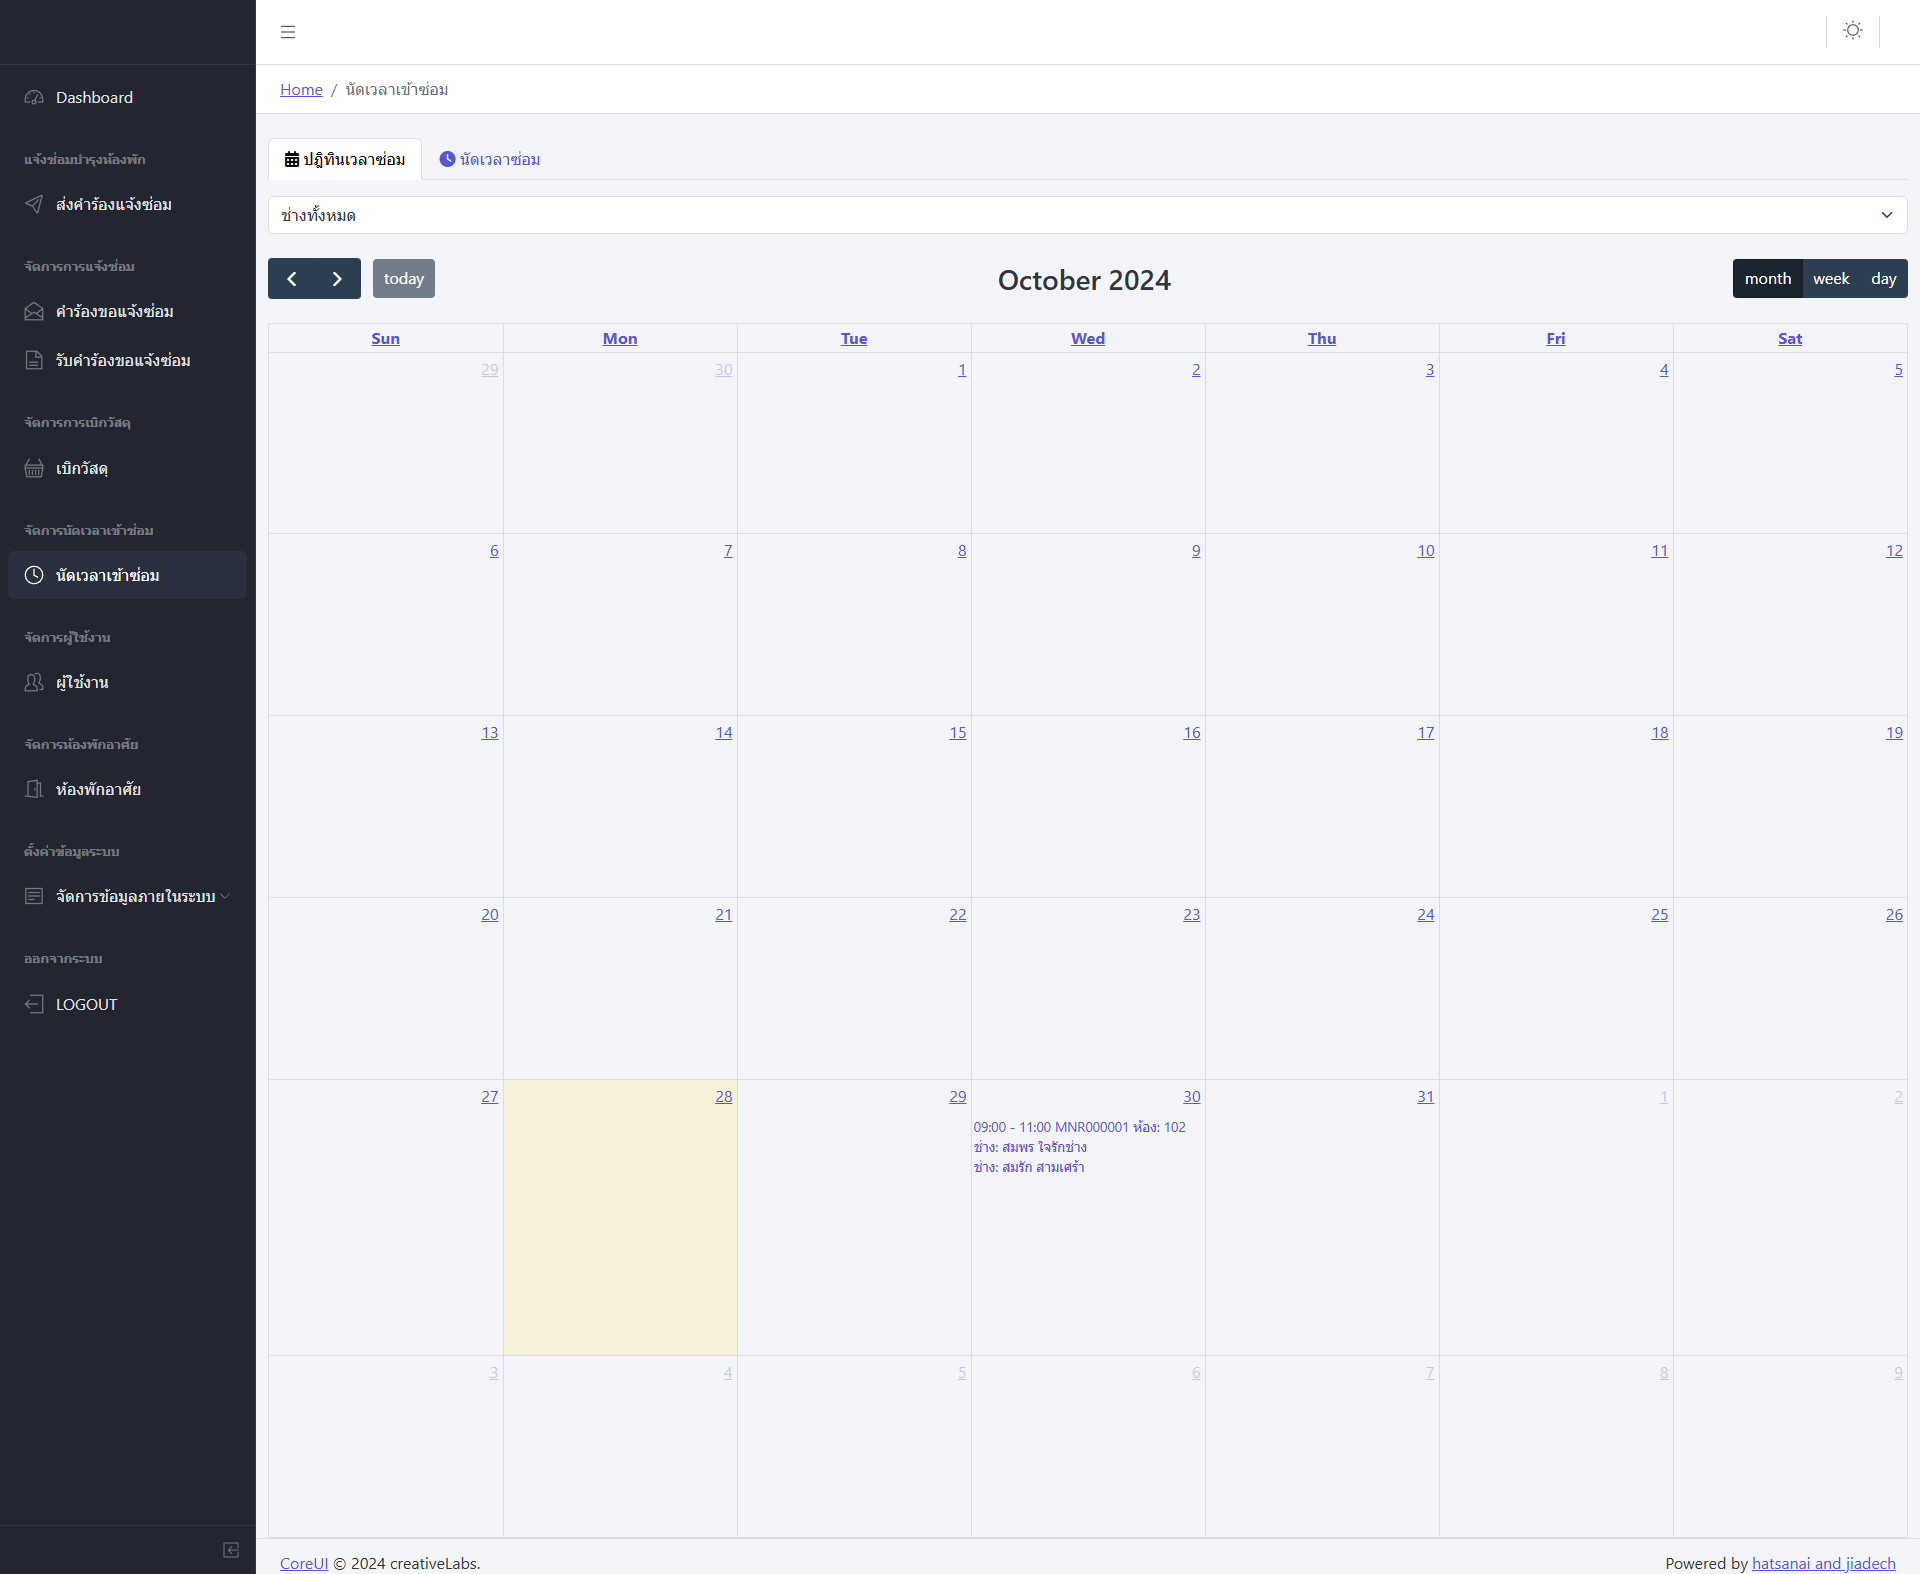 Dashboard
แจ้งซ่อมบำรุงห้องพัก
ส่งคำร้องแจ้งซ่อม
จัดการการแจ้งซ่อม
คำร้องขอแจ้งซ่อม
รับคำร้องขอแจ้งซ่อม
จัดการการเบิกวัสดุ
เบิกวัสดุ
จัดการนัดเวลาเข้าซ่อม
นัดเวลาเข้าซ่อม
จัดการผู้ใช้งาน
ผู้ใช้งาน
จัดการห้องพักอาศัย
ห้องพักอาศัย
ตั้งค่าข้อมูลระบบ
จัดการข้อมูลภายในระบบ
ออกจากระบบ
LOGOUT
Home / นัดเวลาเข้าซ่อม
ปฎิทินเวลาซ่อม นัดเวลาซ่อม
ช่างทั้งหมด
today October 2024 month week day
Sun Mon Tue Wed Thu Fri Sat
29 30 1 2 3 4 5
6 7 8 9 10 11 12
13 14 15 16 17 18 19
20 21 22 23 24 25 26
27 28 29 30 31 1 2
09:00 - 11:00 MNR000001 ห้อง: 102
ช่าง: สมพร ใจรักช่าง
ช่าง: สมรัก สามเศร้า
3 4 5 6 7 8 9
CoreUI © 2024 creativeLabs. Powered by hatsanai and jiadech